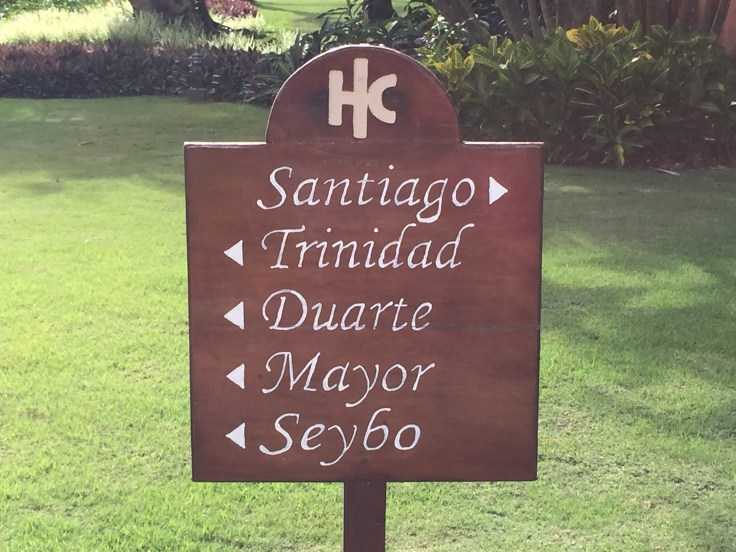 HC
Santiago
Trinidad
Duarte
Mayor
Seybo